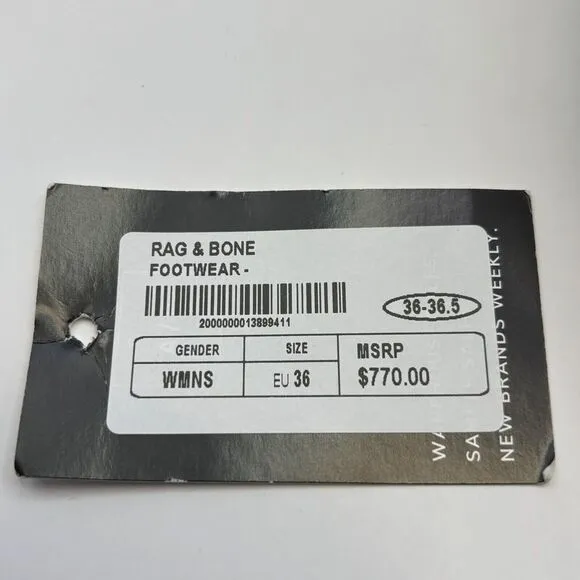 RAG & BONE
FOOTWEAR -
2000000013899411
36-36.5
GENDER
SIZE
MSRP
WMNS
EU 36
$770.00
NEW BRANDS WEEKLY.